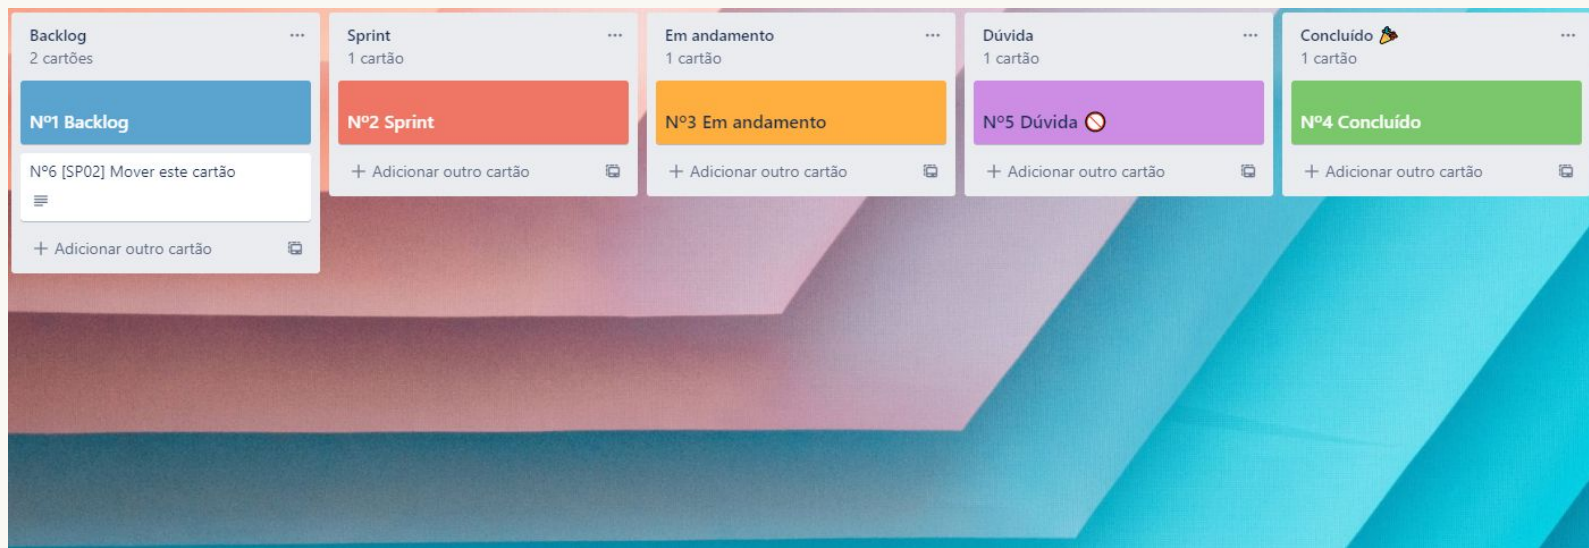 Backlog
2 cartões
Nº1 Backlog
Nº6 [SP02] Mover este cartão
+ Adicionar outro cartão
Sprint
1 cartão
Nº2 Sprint
+ Adicionar outro cartão
Em andamento
1 cartão
Nº3 Em andamento
+ Adicionar outro cartão
Dúvida
1 cartão
Nº5 Dúvida 🚫
+ Adicionar outro cartão
Concluído 🎉
1 cartão
Nº4 Concluído
+ Adicionar outro cartão